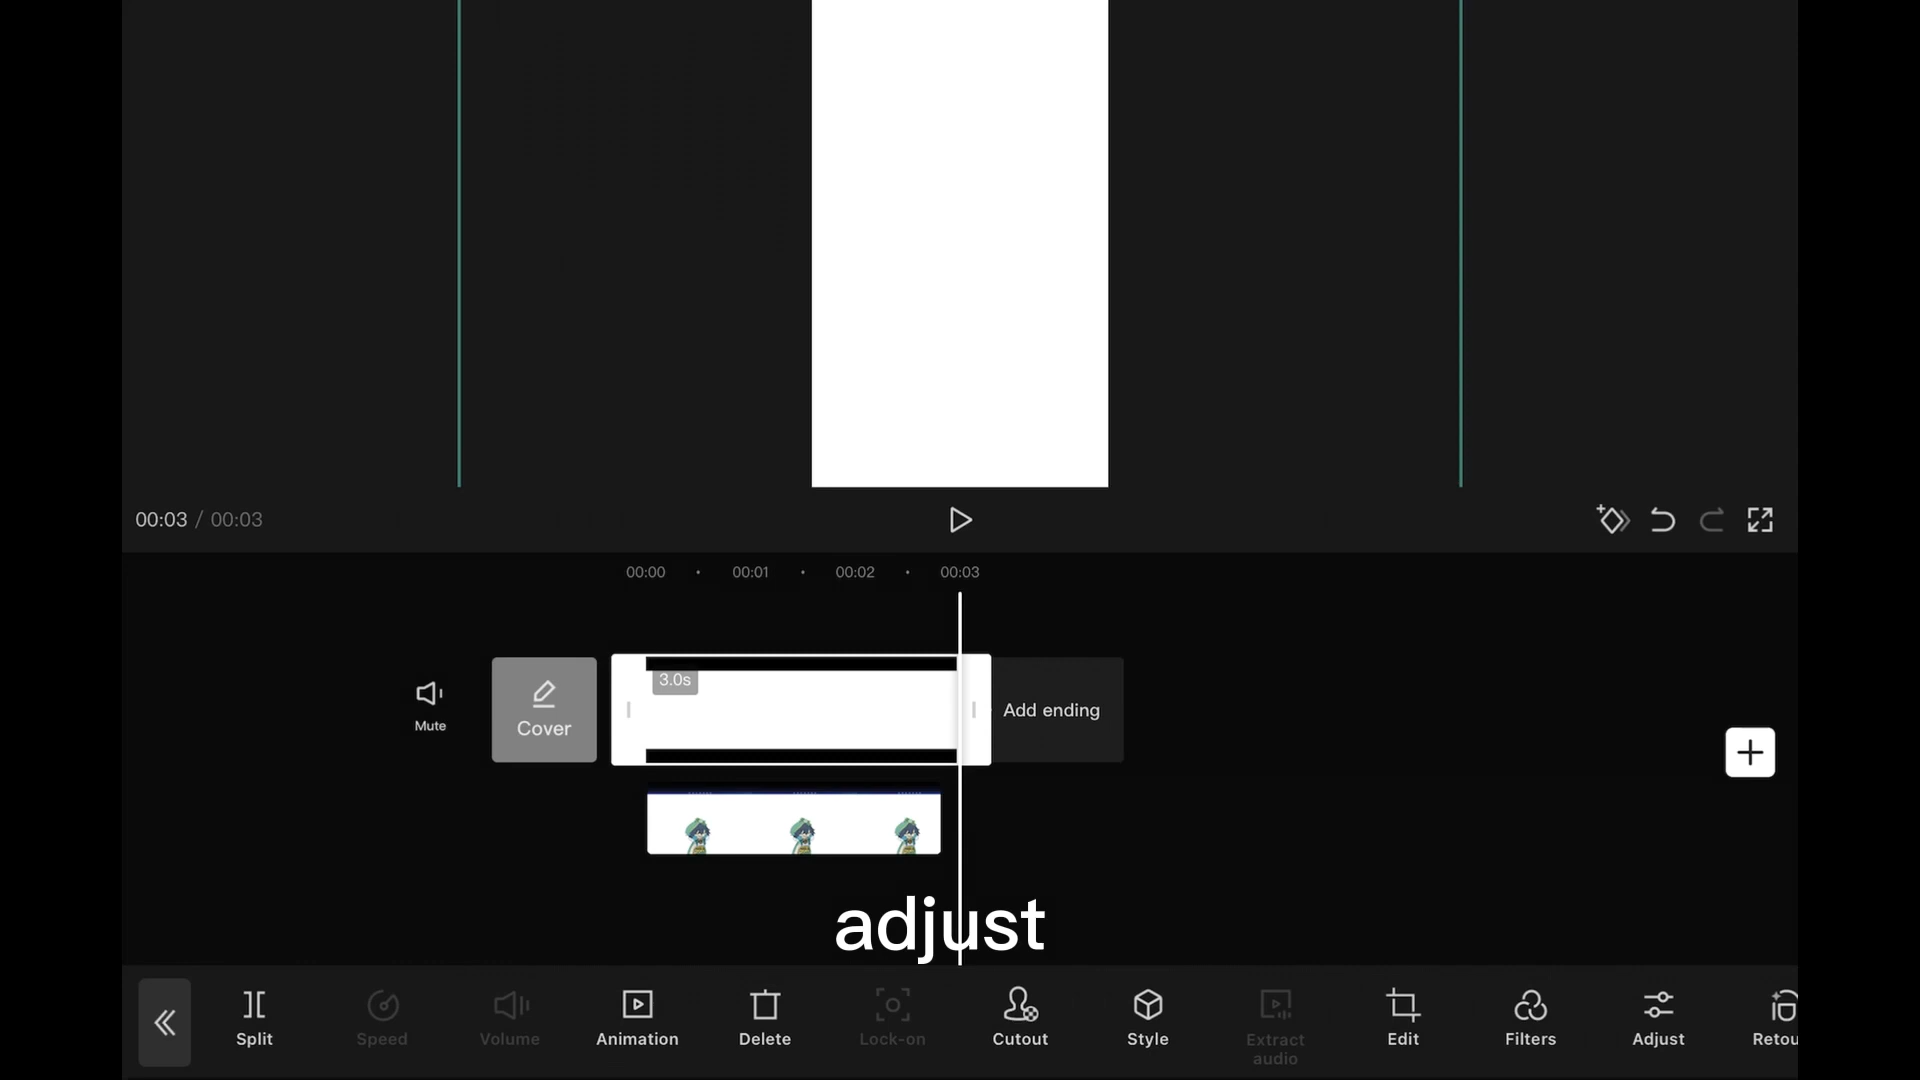 00:03 / 00:03
00:00 • 00:01 • 00:02 • 00:03
3.0s
Mute
Cover
Add ending
adjust
Split
Speed
Volume
Animation
Delete
Lock-on
Cutout
Style
Extract
audio
Edit
Filters
Adjust
Retou